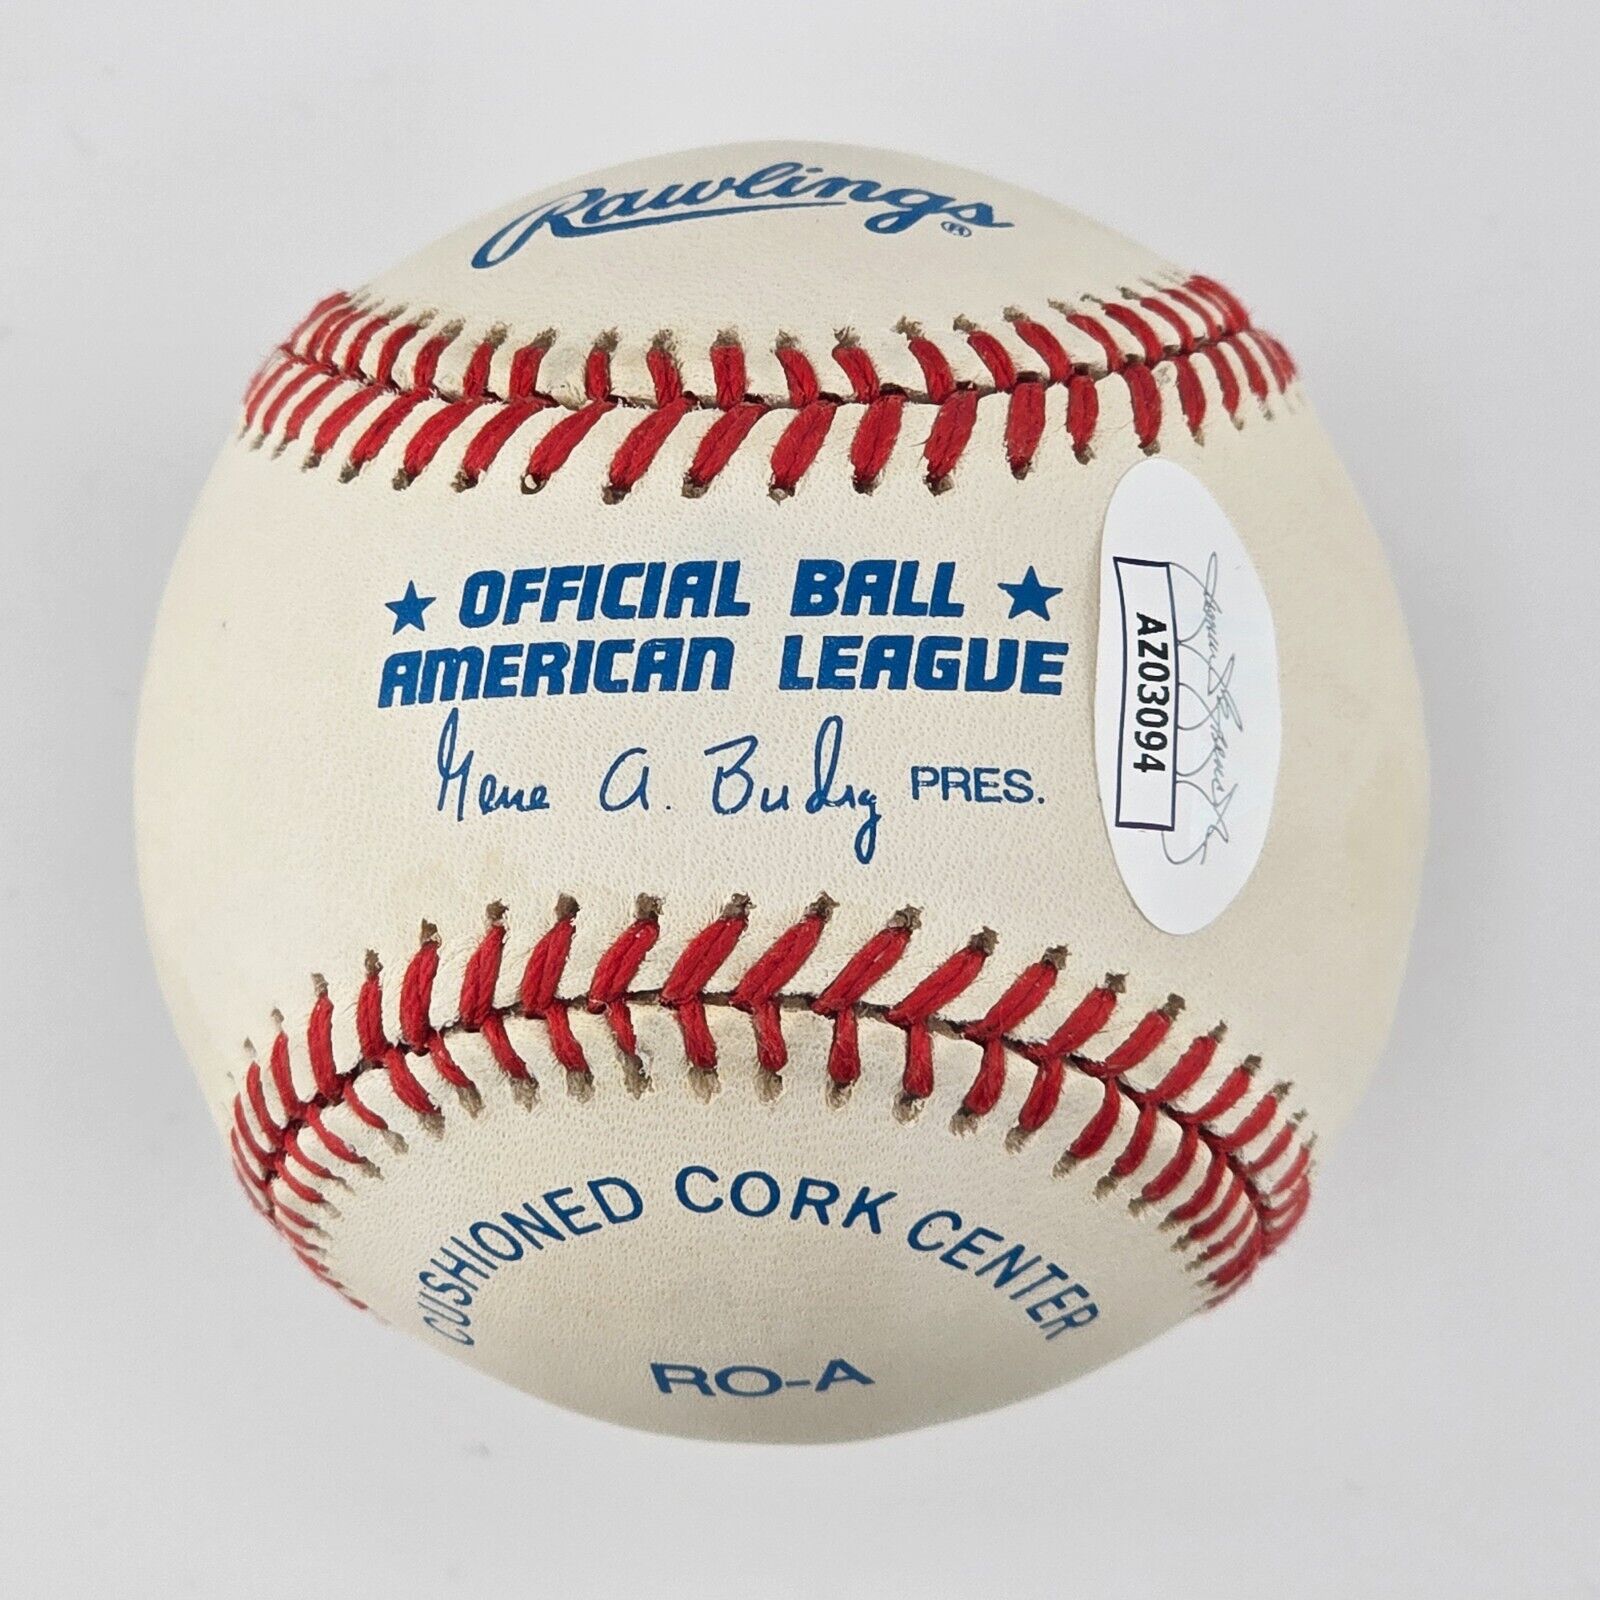 Rawlings®
★ OFFICIAL BALL ★
AMERICAN LEAGUE
Gene A. Budig PRES.
AZ03094
CUSHIONED CORK CENTER
RO-A